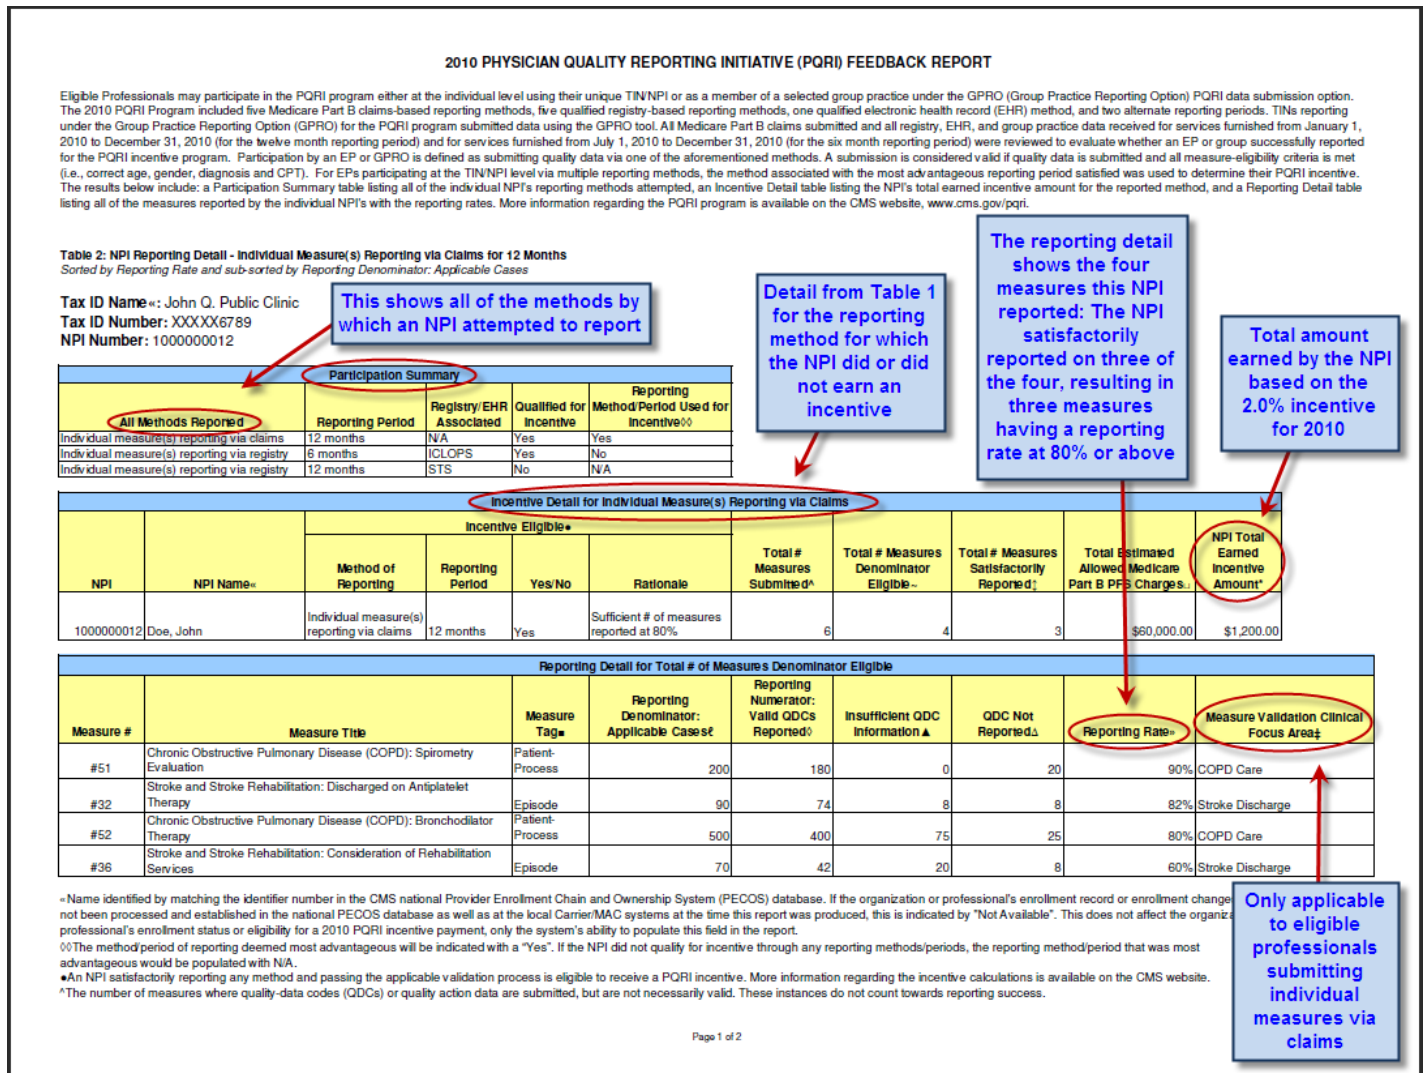 2010 PHYSICIAN QUALITY REPORTING INITIATIVE (PQRI) FEEDBACK REPORT
Eligible Professionals may participate in the PQRI program either at the individual level using their unique TIN/NPI or as a member of a selected group practice under the GPRO (Group Practice Reporting Option) PQRI data submission option.
The 2010 PQRI Program included five Medicare Part B claims-based reporting methods, five qualified registry-based reporting methods, one qualified electronic health record (EHR) method, and two alternate reporting periods. TINs reporting
under the Group Practice Reporting Option (GPRO) for the PQRI program submitted data using the GPRO tool. All Medicare Part B claims submitted and all registry, EHR, and group practice data received for services furnished from January 1,
2010 to December 31, 2010 (for the twelve month reporting period) and for services furnished from July 1, 2010 to December 31, 2010 (for the six month reporting period) were reviewed to evaluate whether an EP or group successfully reported
for the PQRI incentive program. Participation by an EP or GPRO is defined as submitting quality data via one of the aforementioned methods. A submission is considered valid if quality data is submitted and all measure-eligibility criteria is met
(i.e., correct age, gender, diagnosis and CPT). For EPs participating at the TIN/NPI level via multiple reporting methods, the method associated with the most advantageous reporting period satisfied was used to determine their PQRI incentive.
The results below include: a Participation Summary table listing all of the individual NPI's reporting methods attempted, an Incentive Detail table listing the NPI's total earned incentive amount for the reported method, and a Reporting Detail table
listing all of the measures reported by the individual NPI's with the reporting rates. More information regarding the PQRI program is available on the CMS website, www.cms.gov/pqri.
Table 2: NPI Reporting Detail - Individual Measure(s) Reporting via Claims for 12 Months
Sorted by Reporting Rate and sub-sorted by Reporting Denominator: Applicable Cases
Tax ID Name«: John Q. Public Clinic
Tax ID Number: XXXXX6789
NPI Number: 1000000012
This shows all of the methods by
which an NPI attempted to report
Detail from Table 1
for the reporting
method for which
the NPI did or did
not earn an
incentive
The reporting detail
shows the four
measures this NPI
reported: The NPI
satisfactorily
reported on three of
the four, resulting in
three measures
having a reporting
rate at 80% or above
Total amount
earned by the NPI
based on the
2.0% incentive
for 2010
Participation Summary
All Methods Reported | Reporting Period | Registry/EHR Associated | Qualified for Incentive | Reporting Method/Period Used for Incentive◊◊
Individual measure(s) reporting via claims | 12 months | N/A | Yes | Yes
Individual measure(s) reporting via registry | 6 months | ICLOPS | Yes | No
Individual measure(s) reporting via registry | 12 months | STS | No | N/A
Incentive Detail for Individual Measure(s) Reporting via Claims
Incentive Eligible●
NPI | NPI Name« | Method of Reporting | Reporting Period | Yes/No | Rationale | Total # Measures Submitted^ | Total # Measures Denominator Eligible~ | Total # Measures Satisfactorily Reported‡ | Total Estimated Allowed Medicare Part B PFS Charges | NPI Total Earned Incentive Amount*
1000000012 | Doe, John | Individual measure(s) reporting via claims | 12 months | Yes | Sufficient # of measures reported at 80% | 6 | 4 | 3 | $60,000.00 | $1,200.00
Reporting Detail for Total # of Measures Denominator Eligible
Measure # | Measure Title | Measure Tag■ | Reporting Denominator: Applicable Casesℓ | Reporting Numerator: Valid QDCs Reported◊ | Insufficient QDC Information▲ | QDC Not Reported∆ | Reporting Rate» | Measure Validation Clinical Focus Area‡
#51 | Chronic Obstructive Pulmonary Disease (COPD): Spirometry Evaluation | Patient-Process | 200 | 180 | 0 | 20 | 90% | COPD Care
#32 | Stroke and Stroke Rehabilitation: Discharged on Antiplatelet Therapy | Episode | 90 | 74 | 8 | 8 | 82% | Stroke Discharge
#52 | Chronic Obstructive Pulmonary Disease (COPD): Bronchodilator Therapy | Patient-Process | 500 | 400 | 75 | 25 | 80% | COPD Care
#36 | Stroke and Stroke Rehabilitation: Consideration of Rehabilitation Services | Episode | 70 | 42 | 20 | 8 | 60% | Stroke Discharge
«Name identified by matching the identifier number in the CMS national Provider Enrollment Chain and Ownership System (PECOS) database. If the organization or professional's enrollment record or enrollment change
not been processed and established in the national PECOS database as well as at the local Carrier/MAC systems at the time this report was produced, this is indicated by "Not Available". This does not affect the
professional's enrollment status or eligibility for a 2010 PQRI incentive payment, only the system's ability to populate this field in the report.
◊◊The method/period of reporting deemed most advantageous will be indicated with a "Yes". If the NPI did not qualify for incentive through any reporting methods/periods, the reporting method/period that was most
advantageous would be populated with N/A.
●An NPI satisfactorily reporting any method and passing the applicable validation process is eligible to receive a PQRI incentive. More information regarding the incentive calculations is available on the CMS website.
^The number of measures where quality-data codes (QDCs) or quality action data are submitted, but are not necessarily valid. These instances do not count towards reporting success.
Only applicable
to eligible
professionals
submitting
individual
measures via
claims
Page 1 of 2